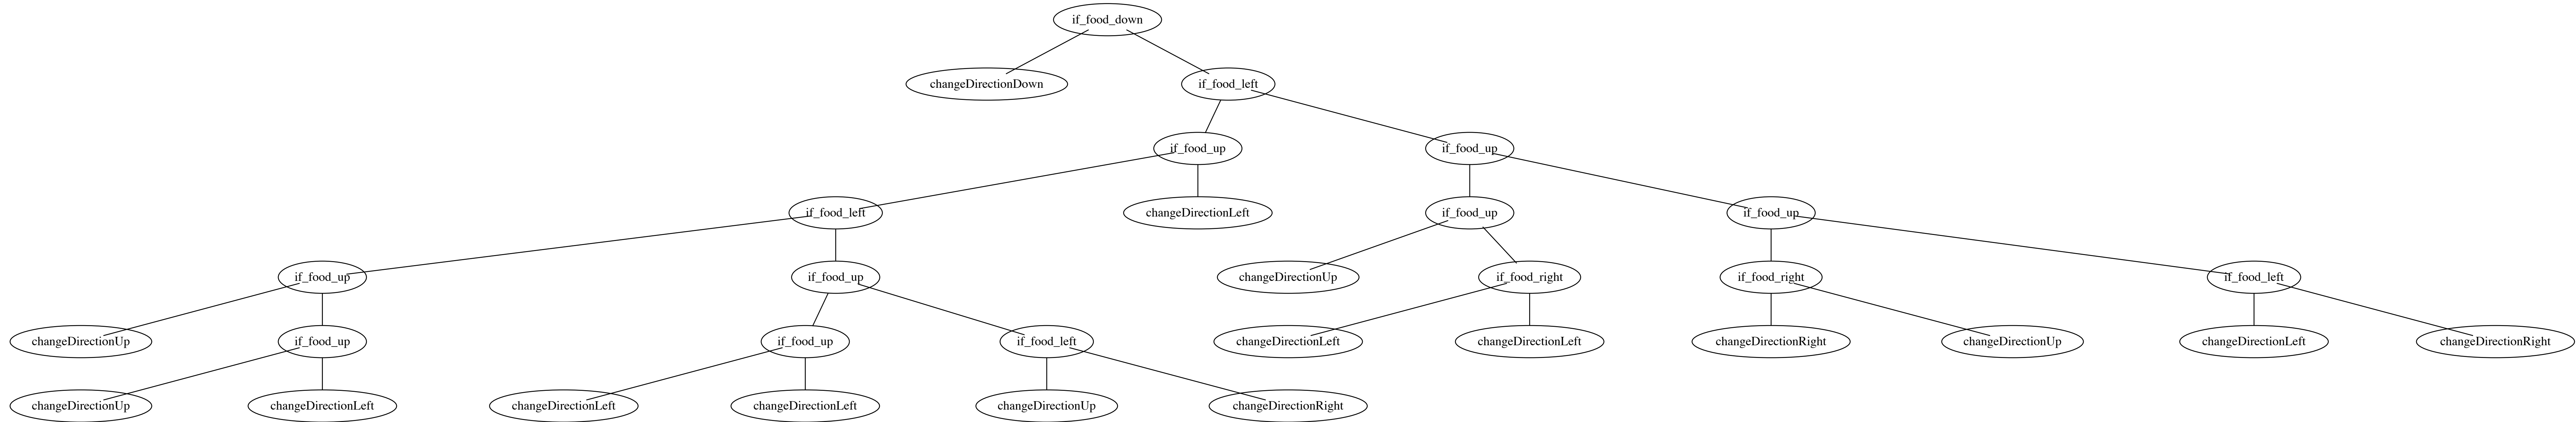 if_food_down
changeDirectionDown
if_food_left
if_food_up
if_food_up
if_food_left
changeDirectionLeft
if_food_up
if_food_up
if_food_up
if_food_up
changeDirectionUp
if_food_right
if_food_right
if_food_left
changeDirectionUp
if_food_up
if_food_up
if_food_left
changeDirectionLeft
changeDirectionLeft
changeDirectionRight
changeDirectionUp
changeDirectionLeft
changeDirectionRight
changeDirectionUp
changeDirectionLeft
changeDirectionLeft
changeDirectionLeft
changeDirectionUp
changeDirectionRight